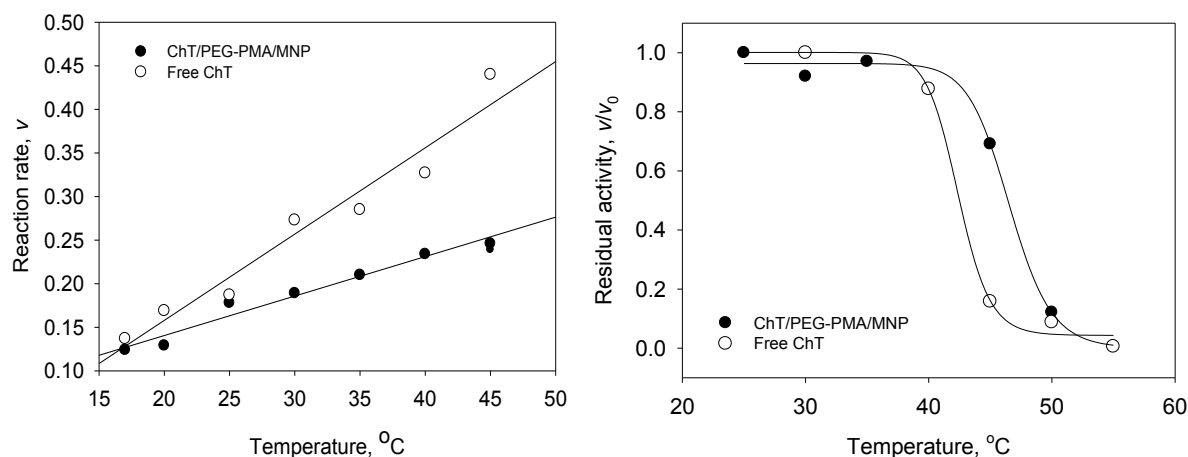 0.50
0.45
0.40
0.35
0.30
0.25
0.20
0.15
0.10
Reaction rate, v
ChT/PEG-PMA/MNP
Free ChT
15 20 25 30 35 40 45 50
Temperature, °C
1.0
0.8
0.6
0.4
0.2
0.0
Residual activity, v/v₀
ChT/PEG-PMA/MNP
Free ChT
20 30 40 50 60
Temperature, °C